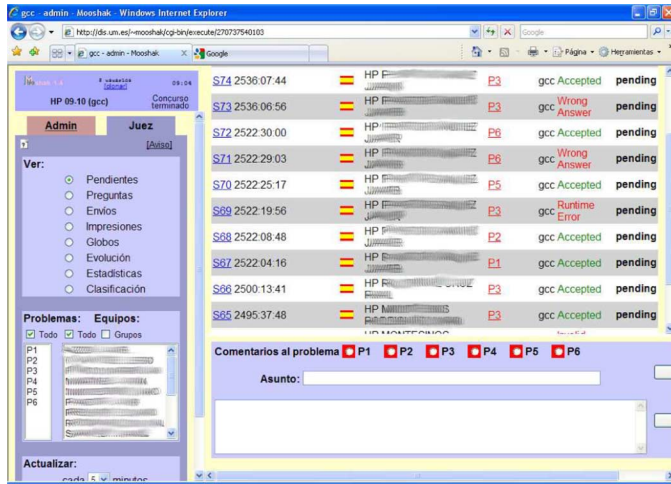 gcc - admin - Mooshak - Windows Internet Explorer
http://dis.um.es/~mooshak/cgi-bin/execute/270737540103
Google
gcc - admin - Mooshak
Google
Página
Herramientas
09:04
HP 09-10 (gcc)
Concurso terminado
Admin
Juez
[Aviso]
Ver:
Pendientes
Preguntas
Envíos
Impresiones
Globos
Evolución
Estadísticas
Clasificación
Problemas: Equipos:
Todo Todo Grupos
P1
P2
P3
P4
P5
P6
Actualizar:
cada 5 minutos
S74 2536:07:44 HP P3 gcc Accepted pending
S73 2536:06:56 HP P3 gcc Wrong Answer pending
S72 2522:30:00 HP P6 gcc Accepted pending
S71 2522:29:03 HP P6 gcc Wrong Answer pending
S70 2522:25:17 HP P5 gcc Accepted pending
S69 2522:19:56 HP P3 gcc Runtime Error pending
S68 2522:08:48 HP P2 gcc Accepted pending
S67 2522:04:16 HP P1 gcc Accepted pending
S66 2500:13:41 HP P3 gcc Accepted pending
S65 2495:37:48 HP P3 gcc Accepted pending
HP MONTESINOS Invalid
Comentarios al problema P1 P2 P3 P4 P5 P6
Asunto: